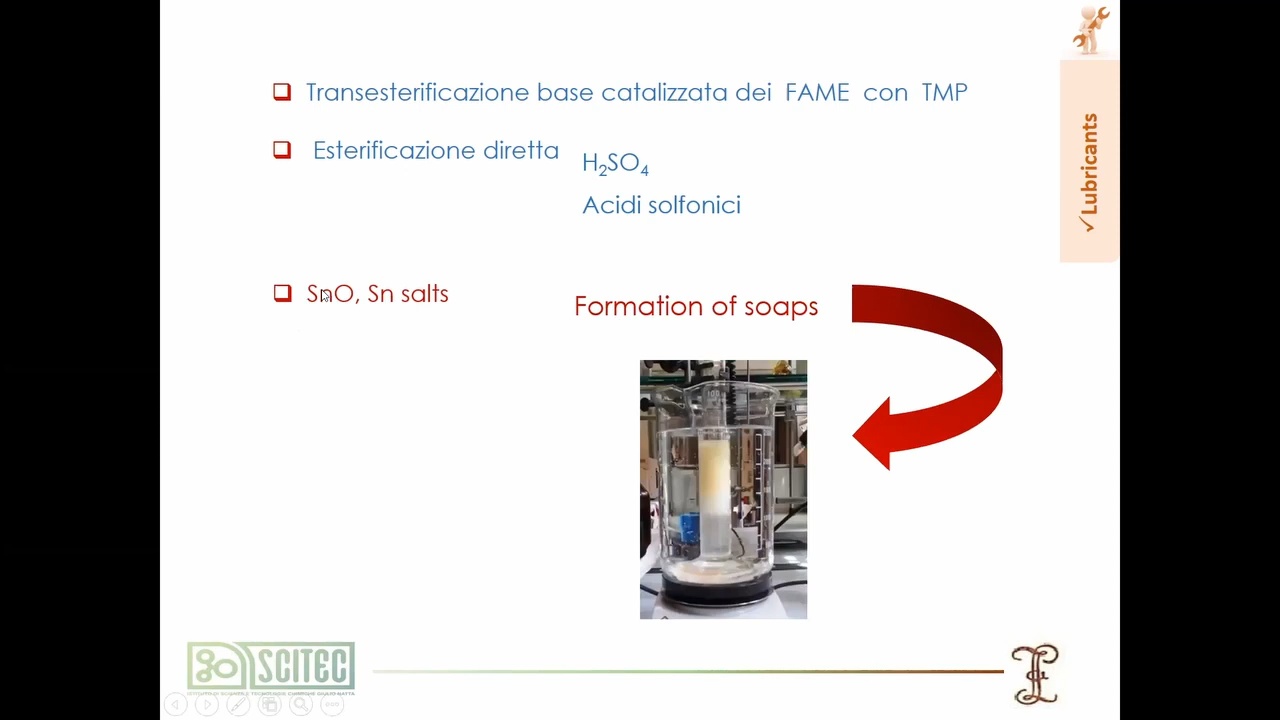 Transesterificazione base catalizzata dei FAME con TMP
Esterificazione diretta
H₂SO₄
Acidi solfonici
✓Lubricants
SnO, Sn salts
Formation of soaps
SCITEC